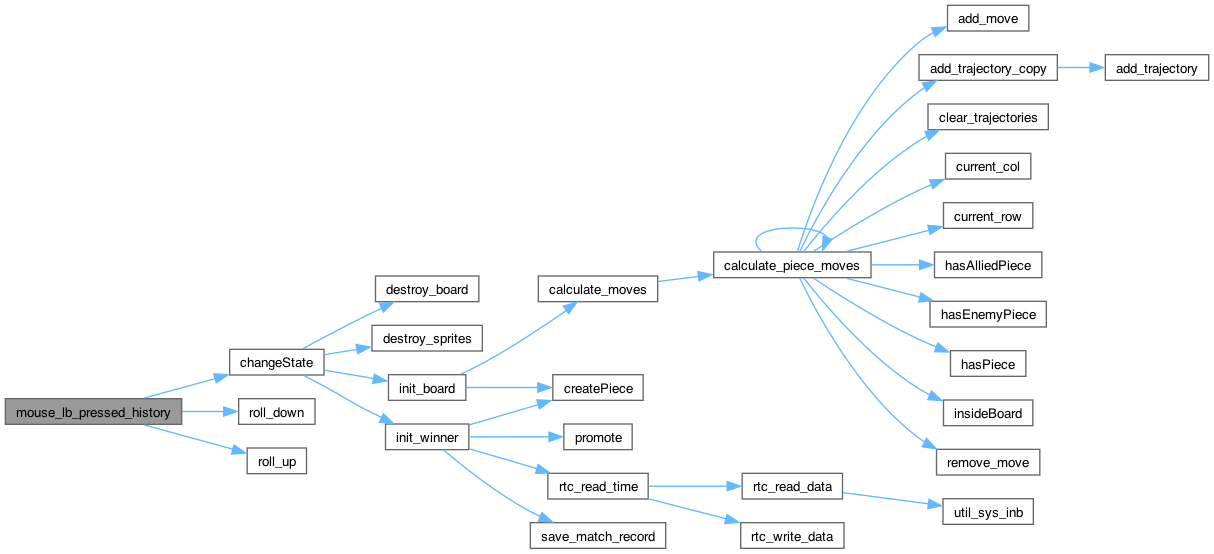 mouse_lb_pressed_history
changeState
roll_down
roll_up
destroy_board
destroy_sprites
init_board
init_winner
calculate_moves
createPiece
promote
rtc_read_time
save_match_record
calculate_piece_moves
rtc_read_data
rtc_write_data
add_move
add_trajectory_copy
clear_trajectories
current_col
current_row
hasAlliedPiece
hasEnemyPiece
hasPiece
insideBoard
remove_move
util_sys_inb
add_trajectory